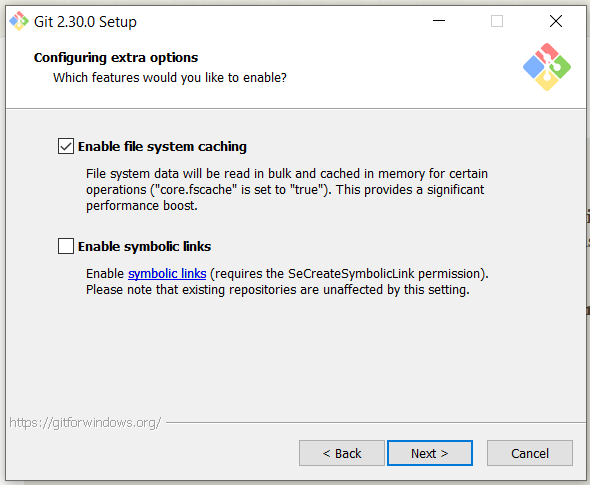 Git 2.30.0 Setup
Configuring extra options
Which features would you like to enable?
Enable file system caching
File system data will be read in bulk and cached in memory for certain
operations ("core.fscache" is set to "true"). This provides a significant
performance boost.
Enable symbolic links
Enable symbolic links (requires the SeCreateSymbolicLink permission).
Please note that existing repositories are unaffected by this setting.
https://gitforwindows.org/
< Back
Next >
Cancel